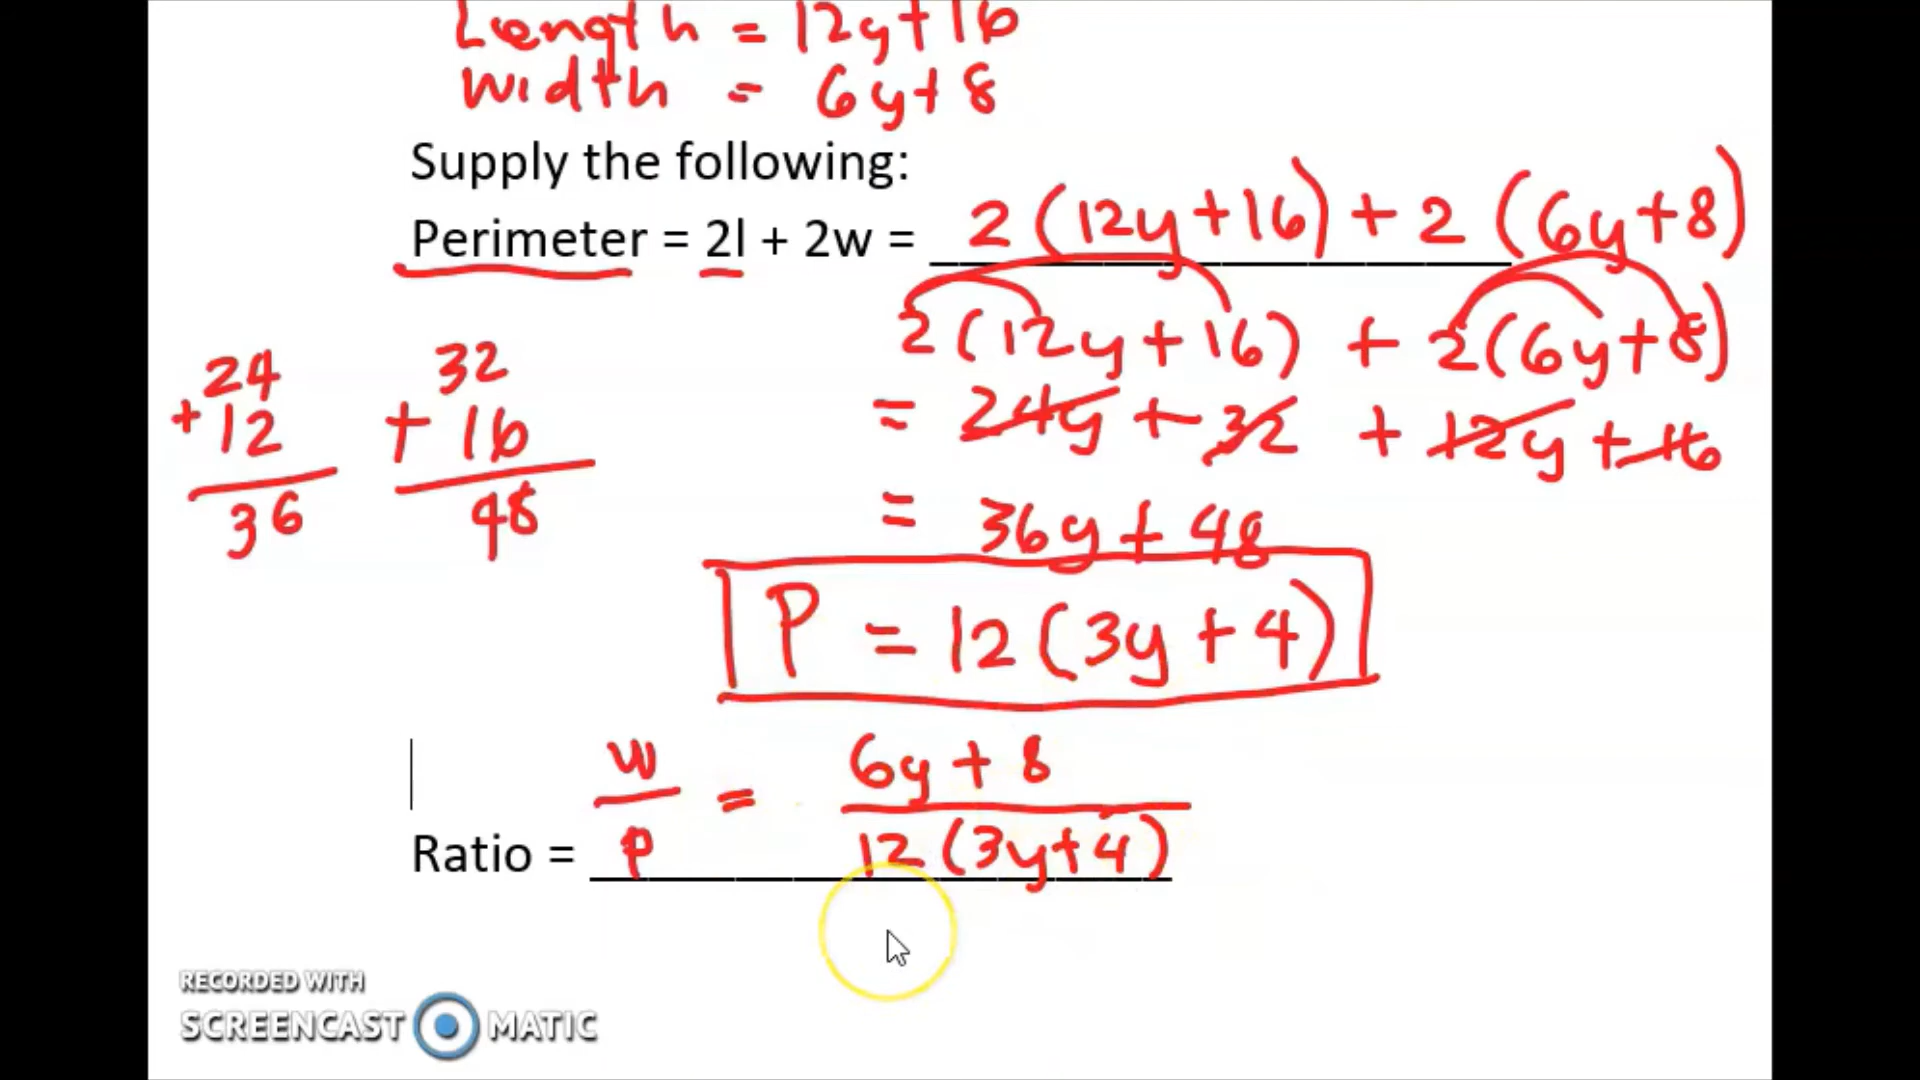 Length = 12y+16
Width = 6y+8
Supply the following:
Perimeter = 2l + 2w = 2(12y+16) + 2(6y+8)
2(12y+16) + 2(6y+8)
24
+12
36
32
+16
48
= 24y + 32 + 12y + 16
= 36y + 48
P = 12(3y+4)
w = 6y+8
Ratio = P 12(3y+4)
RECORDED WITH
SCREENCAST MATIC